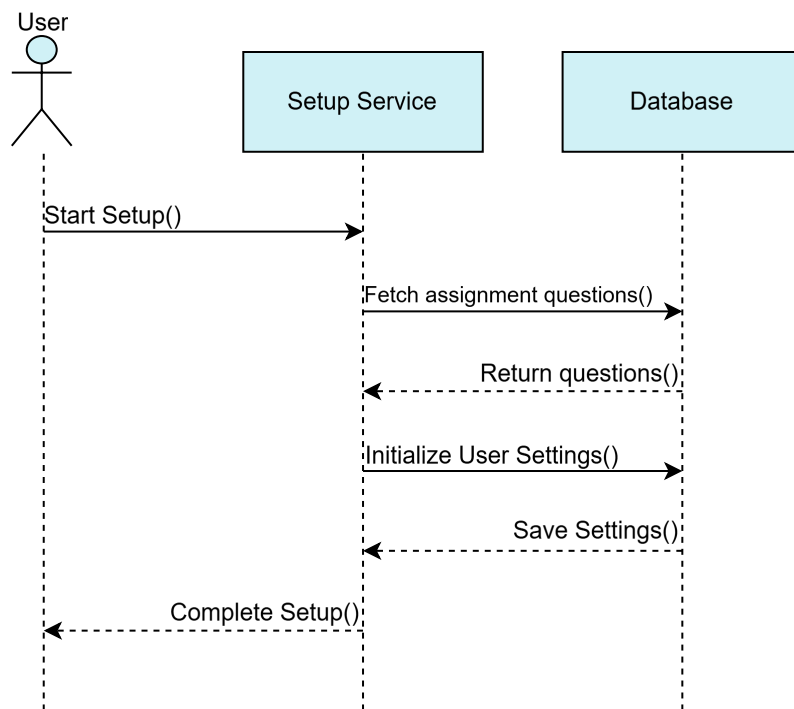 User
Setup Service
Database
Start Setup()
Fetch assignment questions()
Return questions()
Initialize User Settings()
Save Settings()
Complete Setup()